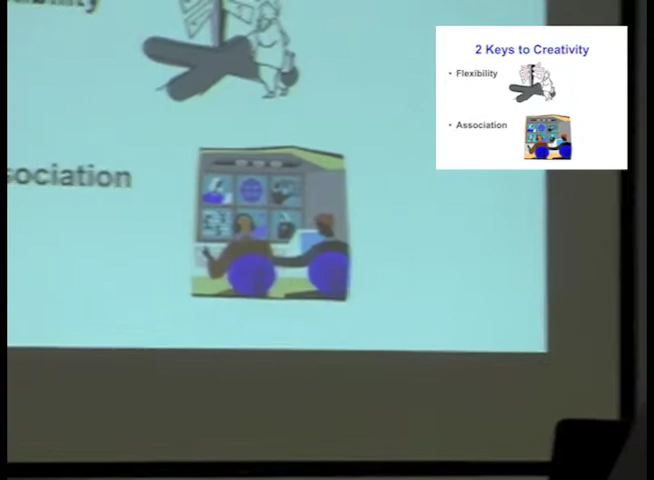 2 Keys to Creativity
• Flexibility
• Association
sociation